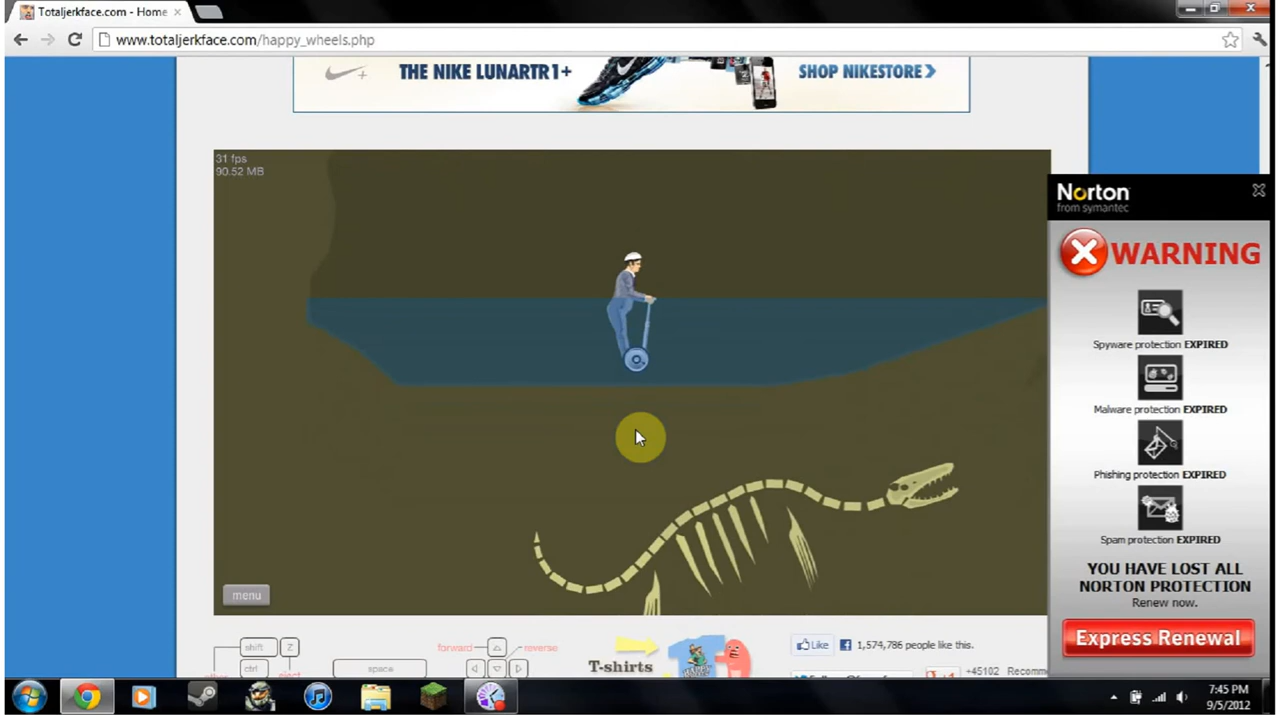 Totaljerkface.com - Home
www.totaljerkface.com/happy_wheels.php
THE NIKE LUNARTR1+
SHOP NIKESTORE
31 fps
90.52 MB
menu
Norton
from symantec
WARNING
Spyware protection EXPIRED
Malware protection EXPIRED
Phishing protection EXPIRED
Spam protection EXPIRED
YOU HAVE LOST ALL
NORTON PROTECTION
Renew now.
Express Renewal
shift
Z
ctrl
eject
space
forward
reverse
T-shirts
Like
1,574,786 people like this.
+45102
Recomm
7:45 PM
9/5/2012